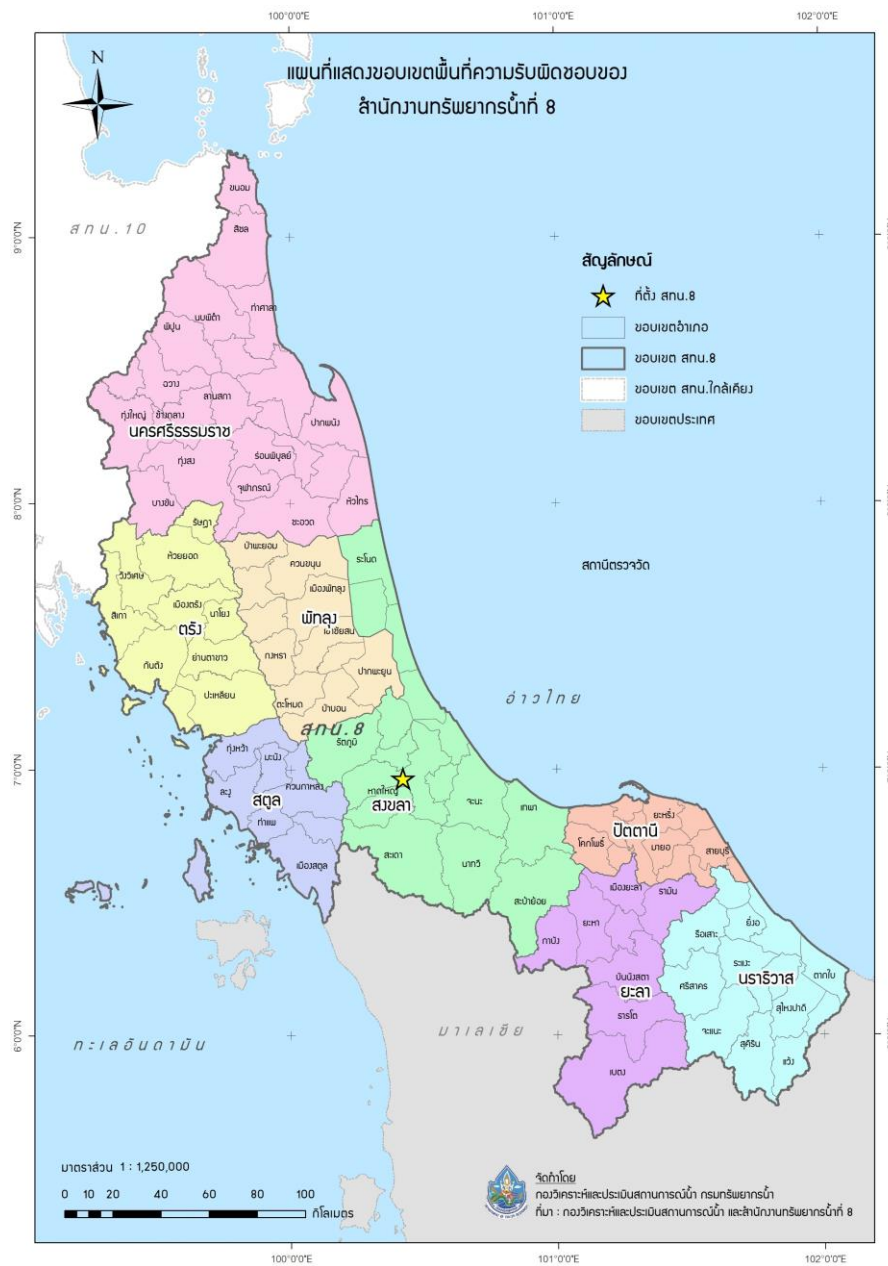 100°0'0"E 101°0'0"E 102°0'0"E
N
แผนที่แสดงขอบเขตพื้นที่ความรับผิดชอบของ
สำนักงานทรัพยากรน้ำที่ 8
ขนอม
สทน.10
สิชล
9°0'0"N
สัญลักษณ์
ที่ตั้ง สทน.8
ขอบเขตอำเภอ
ขอบเขต สทน.8
ขอบเขต สทน.ใกล้เคียง
ขอบเขตประเทศ
ท่าศาลา
นบพิตำ
พิปูน
ฉวาง
ลานสกา
ทุ่งใหญ่
ช้างกลาง
ปากพนัง
นครศรีธรรมราช
ร่อนพิบูลย์
ทุ่งสง
จุฬาภรณ์
บางขัน
หัวไทร
8°0'0"N
ชะอวด
รัษฎา
ห้วยยอด
ป่าพะยอม
ควนขนุน
ระโนด
สถานีตรวจวัด
วังวิเศษ
เมืองพัทลุง
สิเกา
เมืองตรัง
นาโยง
พัทลุง
ตรัง
เขาชัยสน
กันตัง
ย่านตาขาว
กงหรา
ปากพะยูน
ปะเหลียน
ตะโหมด
ป่าบอน
อ่าวไทย
สทน.8
รัตภูมิ
ทุ่งหว้า
มะนัง
7°0'0"N
ละงู
ควนกาหลง
หาดใหญ่
สตูล
สงขลา
จะนะ
เทพา
ท่าแพ
ยะหริ่ง
ปัตตานี
โคกโพธิ์
มายอ
สายบุรี
เมืองสตูล
สะเดา
นาทวี
สะบ้าย้อย
เมืองยะลา
รามัน
กาบัง
ยะหา
รือเสาะ
ยี่งอ
บันนังสตา
ระแงะ
ตากใบ
ศรีสาคร
นราธิวาส
ยะลา
สุไหงปาดี
ธารโต
จะแนะ
สุคิริน
แว้ง
6°0'0"N
ทะเลอันดามัน
มาเลเซีย
เบตง
มาตราส่วน 1 : 1,250,000
0 10 20 40 60 80 100
กิโลเมตร
จัดทำโดย
กองวิเคราะห์และประเมินสถานการณ์น้ำ กรมทรัพยากรน้ำ
ที่มา : กองวิเคราะห์และประเมินสถานการณ์น้ำ และสำนักงานทรัพยากรน้ำที่ 8
100°0'0"E 101°0'0"E 102°0'0"E